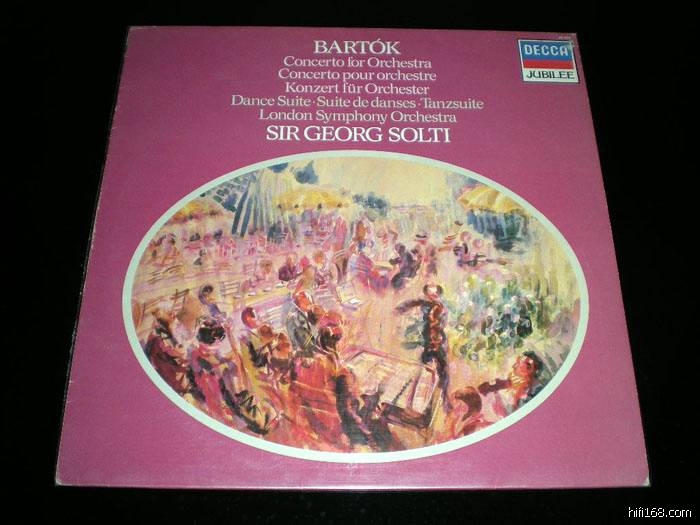 BARTÓK
Concerto for Orchestra
Concerto pour orchestre
Konzert für Orchester
Dance Suite · Suite de danses · Tanzsuite
London Symphony Orchestra
SIR GEORG SOLTI
DECCA
JUBILEE
hifi168.com